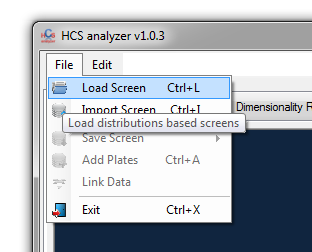 HCS analyzer v1.0.3
File Edit
Load Screen Ctrl+L
Import Screen Ctrl+I
Dimensionality R
Load distributions based screens
Save Screen
Add Plates Ctrl+A
Link Data
Exit Ctrl+X